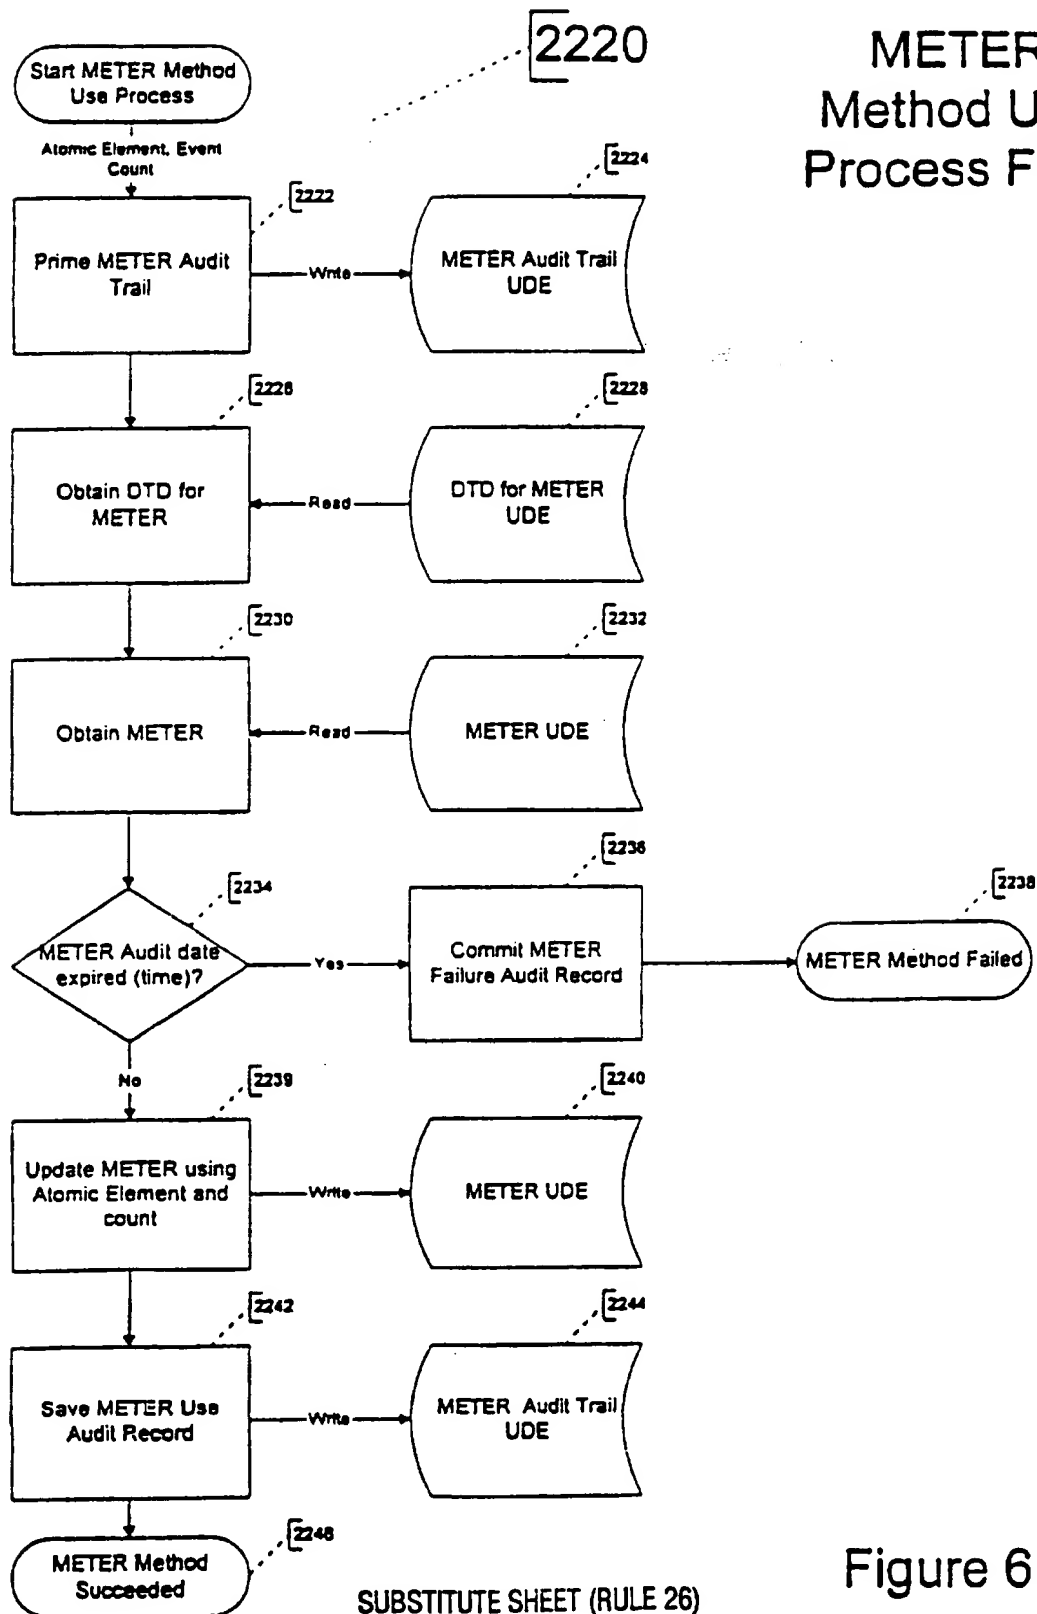 2220
METER
Method U
Process F
Start METER Method
Use Process
Atomic Element, Event
Count
2222
2224
Prime METER Audit
Trail
Write
METER Audit Trail
UDE
2226
2228
Obtain DTD for
METER
Read
DTD for METER
UDE
2230
2232
Obtain METER
Read
METER UDE
2234
2236
2238
METER Audit date
expired (time)?
Yes
Commit METER
Failure Audit Record
METER Method Failed
No
2239
2240
Update METER using
Atomic Element and
count
Write
METER UDE
2242
2244
Save METER Use
Audit Record
Write
METER Audit Trail
UDE
2246
METER Method
Succeeded
SUBSTITUTE SHEET (RULE 26)
Figure 6